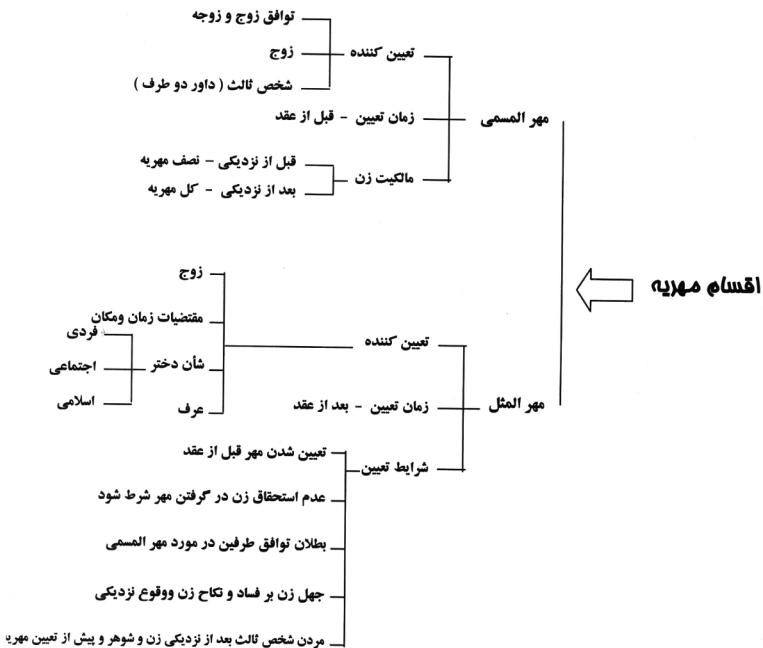 اقسام مهریه
مهر المسمی
تعیین کننده
توافق زوج و زوجه
زوج
شخص ثالث ( داور دو طرف )
زمان تعیین - قبل از عقد
مالکیت زن
قبل از نزدیکی - نصف مهریه
بعد از نزدیکی - کل مهریه
مهر المثل
تعیین کننده
زوج
مقتضیات زمان ومکان
شأن دختر
فردی
اجتماعی
اسلامی
عرف
زمان تعیین - بعد از عقد
شرایط تعیین
تعیین شدن مهر قبل از عقد
عدم استحقاق زن در گرفتن مهر شرط شود
بطلان توافق طرفین در مورد مهر المسمی
جهل زن بر فساد و نکاح زن ووقوع نزدیکی
مردن شخص ثالث بعد از نزدیکی زن و شوهر و پیش از تعیین مهریه